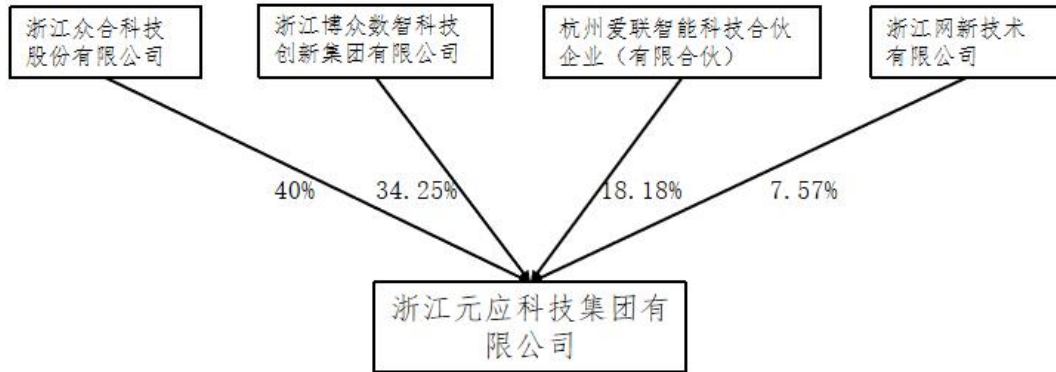 浙江众合科技
股份有限公司
浙江博众数智科技
创新集团有限公司
杭州爱联智能科技合伙
企业（有限合伙）
浙江网新技术
有限公司
40%
34.25%
18.18%
7.57%
浙江元应科技集团有
限公司